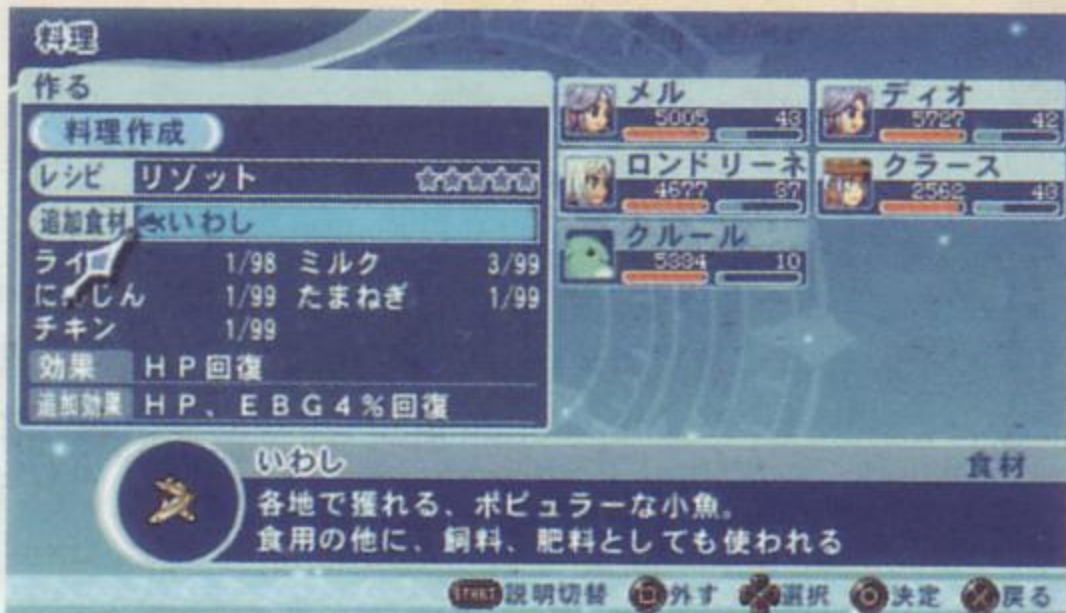 料理
作る
料理作成
レシピ リゾット ☆☆☆☆☆
追加食材 いわし
ライ 1/98 ミルク 3/99
にんじん 1/99 たまねぎ 1/99
チキン 1/99
効果 HP回復
追加効果 HP、EBG4%回復
メル 5005 43
ディオ 5727 42
ロンドリーネ 4677 37
クラース 2562 43
クルール 5394 10
いわし 食材
各地で獲れる、ポピュラーな小魚。
食用の他に、飼料、肥料としても使われる
START 説明切替 外す 選択 決定 戻る